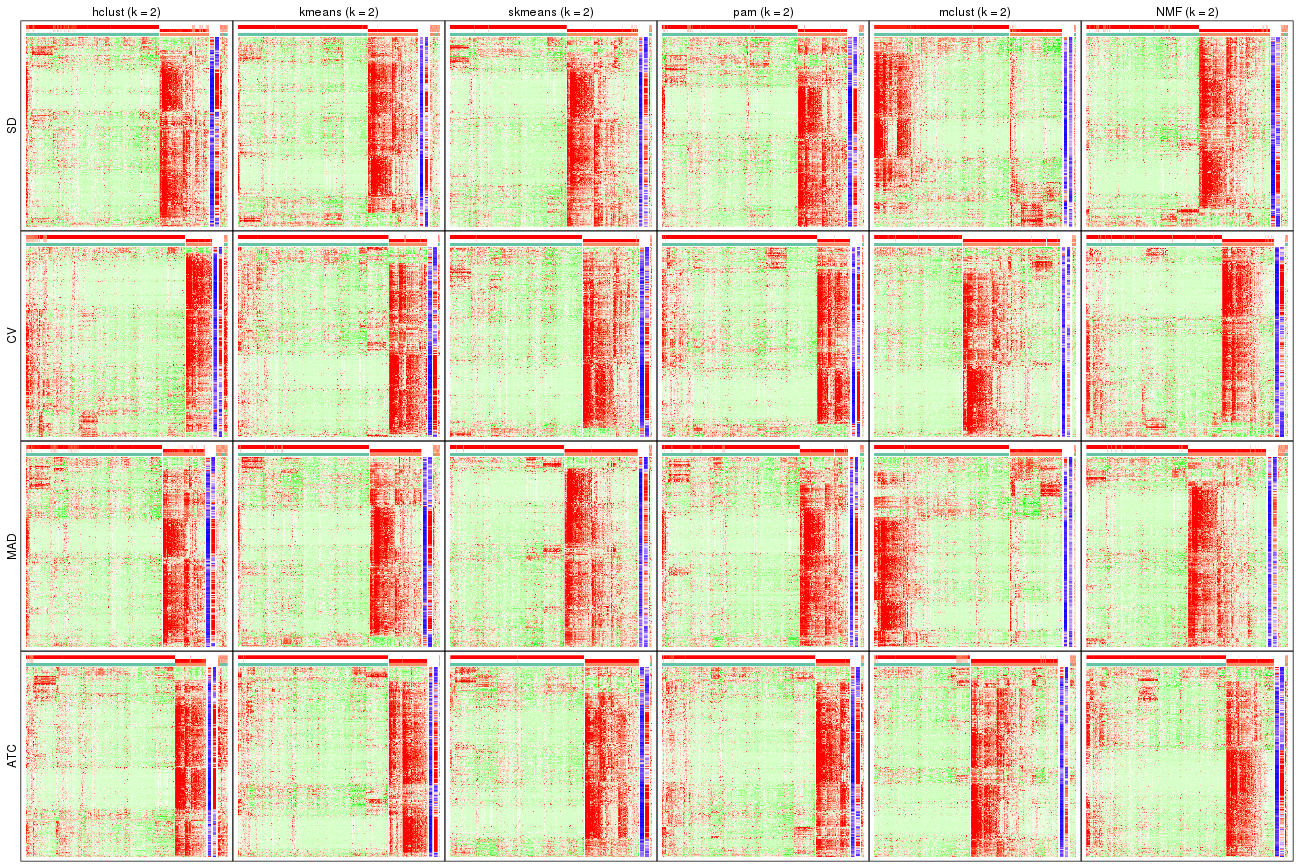 hclust (k = 2) kmeans (k = 2) skmeans (k = 2) pam (k = 2) mclust (k = 2) NMF (k = 2)
SD
CV
MAD
ATC